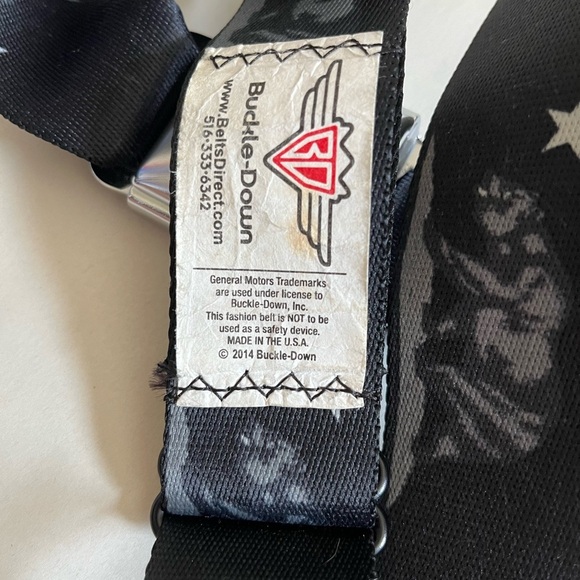 BD
Buckle-Down
www.BeltsDirect.com
516·333·6342
General Motors Trademarks
are used under license to
Buckle-Down, Inc.
This fashion belt is NOT to be
used as a safety device.
MADE IN THE U.S.A.
© 2014 Buckle-Down